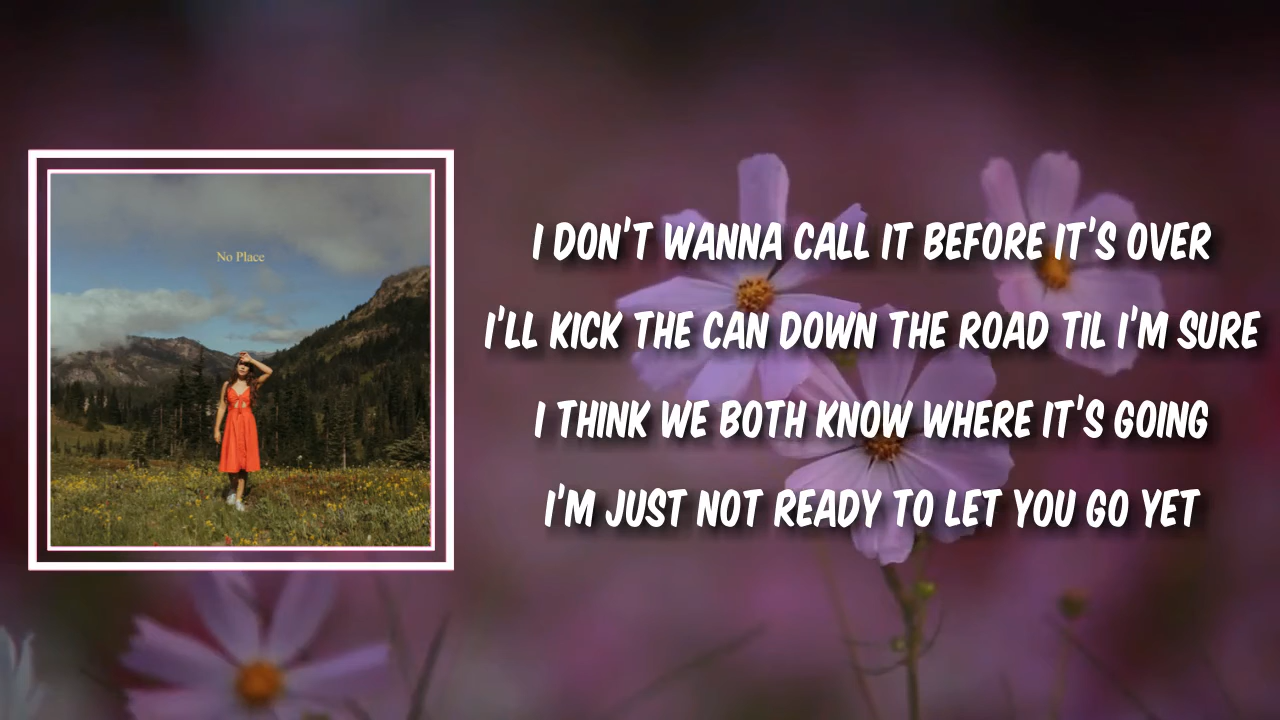 No Place
I DON'T WANNA CALL IT BEFORE IT'S OVER
I'LL KICK THE CAN DOWN THE ROAD TIL I'M SURE
I THINK WE BOTH KNOW WHERE IT'S GOING
I'M JUST NOT READY TO LET YOU GO YET